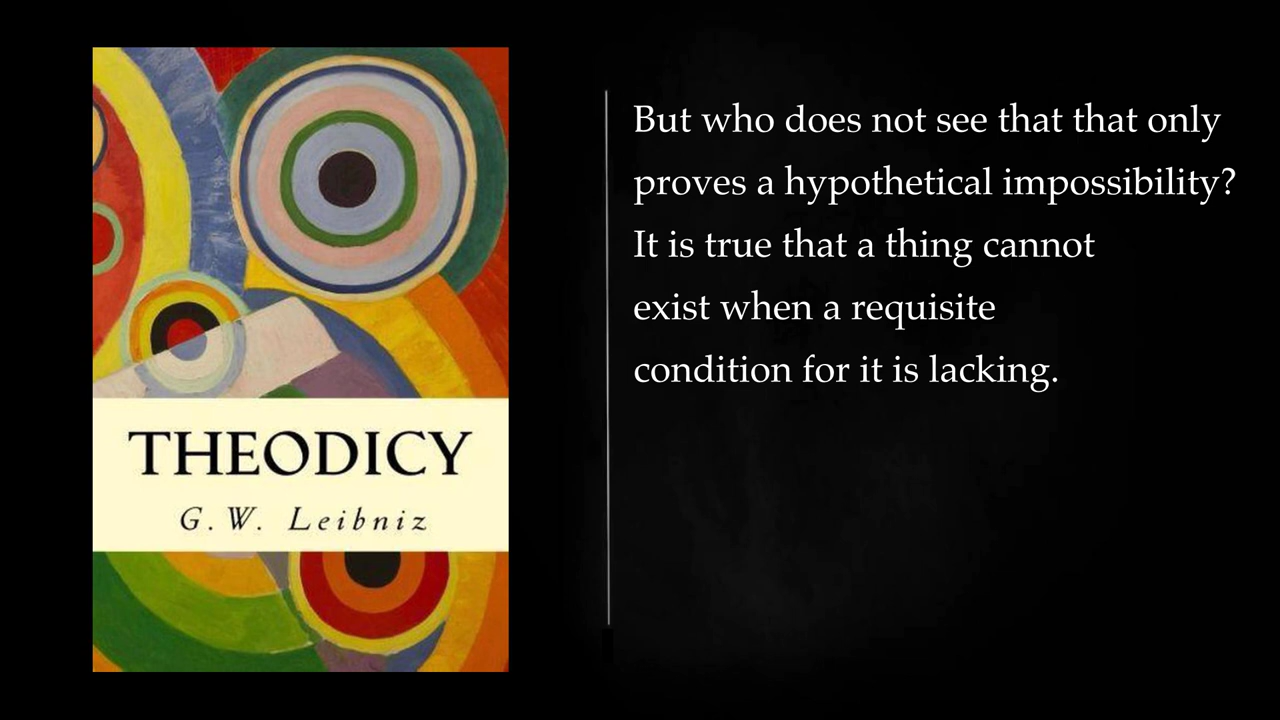 THEODICY
G.W. Leibniz
But who does not see that that only
proves a hypothetical impossibility?
It is true that a thing cannot
exist when a requisite
condition for it is lacking.